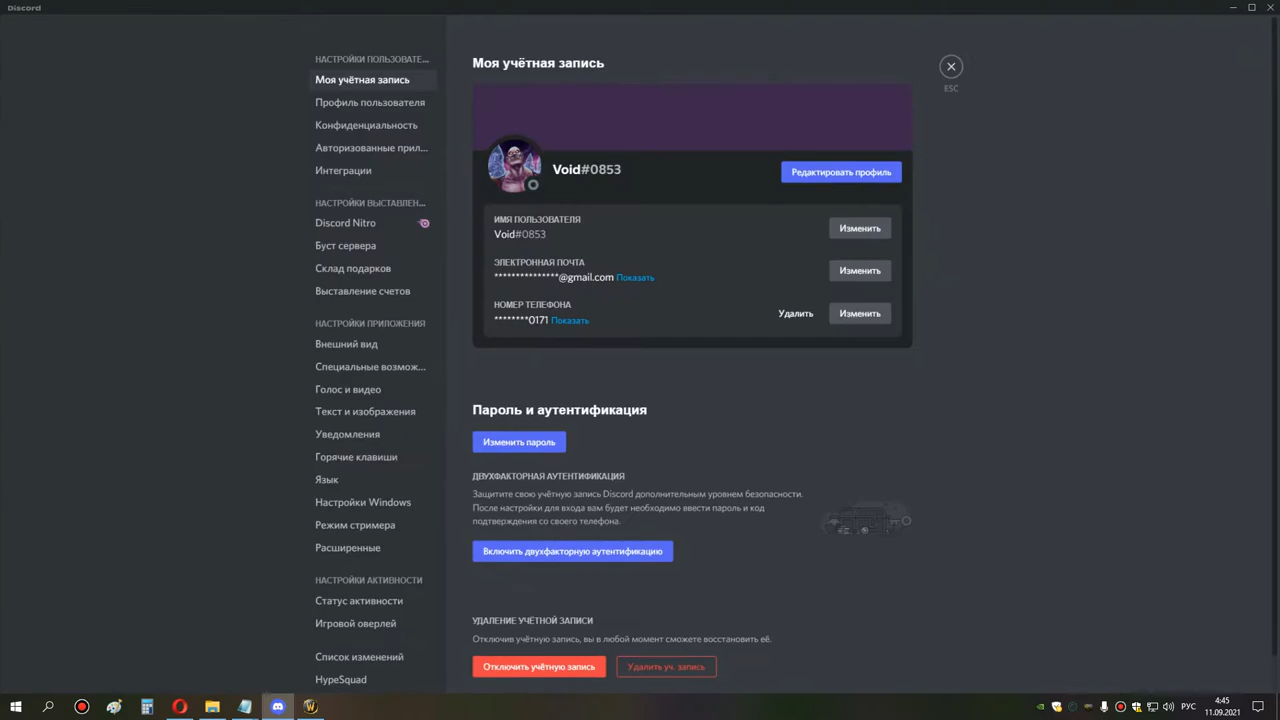 Discord
НАСТРОЙКИ ПОЛЬЗОВАТЕ...
Моя учётная запись
Профиль пользователя
Конфиденциальность
Авторизованные прил...
Интеграции
НАСТРОЙКИ ВЫСТАВЛЕН...
Discord Nitro
Буст сервера
Склад подарков
Выставление счетов
НАСТРОЙКИ ПРИЛОЖЕНИЯ
Внешний вид
Специальные возмож...
Голос и видео
Текст и изображения
Уведомления
Горячие клавиши
Язык
Настройки Windows
Режим стримера
Расширенные
НАСТРОЙКИ АКТИВНОСТИ
Статус активности
Игровой оверлей
Список изменений
HypeSquad
Моя учётная запись
ESC
Void#0853
Редактировать профиль
ИМЯ ПОЛЬЗОВАТЕЛЯ
Void#0853
Изменить
ЭЛЕКТРОННАЯ ПОЧТА
***************@gmail.com Показать
Изменить
НОМЕР ТЕЛЕФОНА
********0171 Показать
Удалить
Изменить
Пароль и аутентификация
Изменить пароль
ДВУХФАКТОРНАЯ АУТЕНТИФИКАЦИЯ
Защитите свою учётную запись Discord дополнительным уровнем безопасности.
После настройки для входа вам будет необходимо ввести пароль и код
подтверждения со своего телефона.
Включить двухфакторную аутентификацию
УДАЛЕНИЕ УЧЁТНОЙ ЗАПИСИ
Отключив учётную запись, вы в любой момент сможете восстановить её.
Отключить учётную запись
Удалить уч. запись
РУС
4:45
11.09.2021